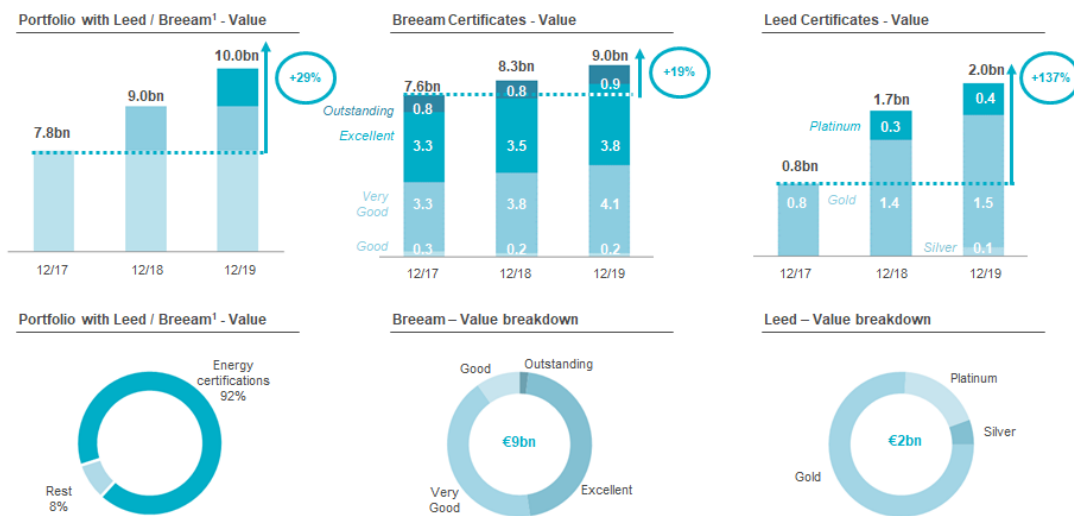 Portfolio with Leed / Breeam¹ - Value
10.0bn
+29%
9.0bn
7.8bn
12/17
12/18
12/19
Breeam Certificates - Value
9.0bn
+19%
8.3bn
7.6bn
0.9
0.8
Outstanding
0.8
Excellent
3.3
3.5
3.8
Very
Good
3.3
3.8
4.1
Good
0.3
0.2
0.2
12/17
12/18
12/19
Leed Certificates - Value
2.0bn
+137%
1.7bn
0.4
Platinum
0.3
0.8bn
0.8
Gold
1.4
1.5
Silver
0.1
12/17
12/18
12/19
Portfolio with Leed / Breeam¹ - Value
Energy
certifications
92%
Rest
8%
Breeam – Value breakdown
Good
Outstanding
€9bn
Very
Good
Excellent
Leed – Value breakdown
Platinum
€2bn
Silver
Gold